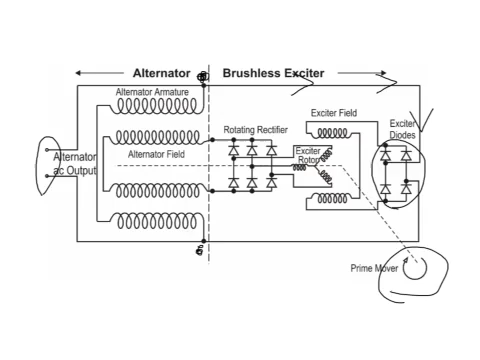 Alternator Brushless Exciter
Alternator Armature
Exciter Field
Rotating Rectifier
Exciter
Diodes
Alternator
ac Output
Alternator Field
Exciter
Rotor
Prime Mover